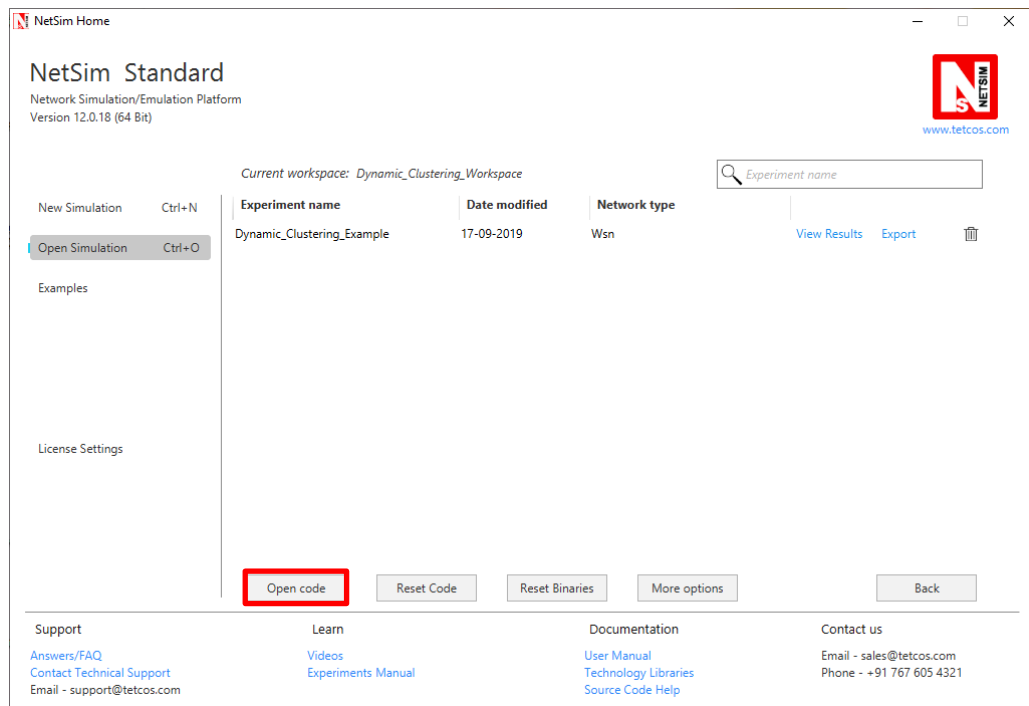 NetSim Home
NetSim Standard
Network Simulation/Emulation Platform
Version 12.0.18 (64 Bit)
N
S
NETSIM
www.tetcos.com
Current workspace: Dynamic_Clustering_Workspace
Experiment name
New Simulation Ctrl+N
Open Simulation Ctrl+O
Examples
License Settings
Experiment name Date modified Network type
Dynamic_Clustering_Example 17-09-2019 Wsn View Results Export
Open code Reset Code Reset Binaries More options Back
Support
Answers/FAQ
Contact Technical Support
Email - support@tetcos.com
Learn
Videos
Experiments Manual
Documentation
User Manual
Technology Libraries
Source Code Help
Contact us
Email - sales@tetcos.com
Phone - +91 767 605 4321